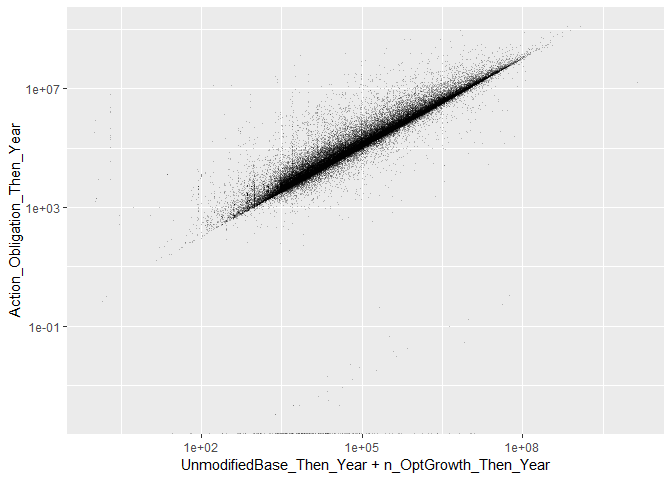 Action_Obligation_Then_Year
1e+07
1e+03
1e-01
1e+02
1e+05
1e+08
UnmodifiedBase_Then_Year + n_OptGrowth_Then_Year